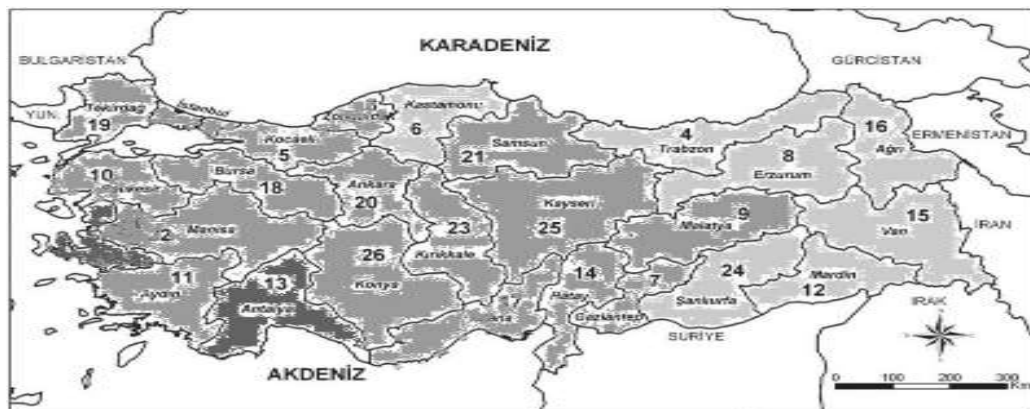 KARADENİZ
BULGARİSTAN
GÜRCİSTAN
YUN.
Tekirdağ
19
İstanbul
Kocaeli
5
Kastamonu
6
Samsun
21
4
Trabzon
16
Ağrı
ERMENİSTAN
8
Erzurum
10
Bursa
18
Ankara
20
Kayseri
25
23
Kırıkkale
Malatya
9
15
Van
İRAN
2
Manisa
26
Konya
11
Aydın
13
Antalya
14
Hatay
7
Gaziantep
24
Şanlıurfa
Mardin
12
IRAK
SURİYE
AKDENİZ
0 100 200 300
Km